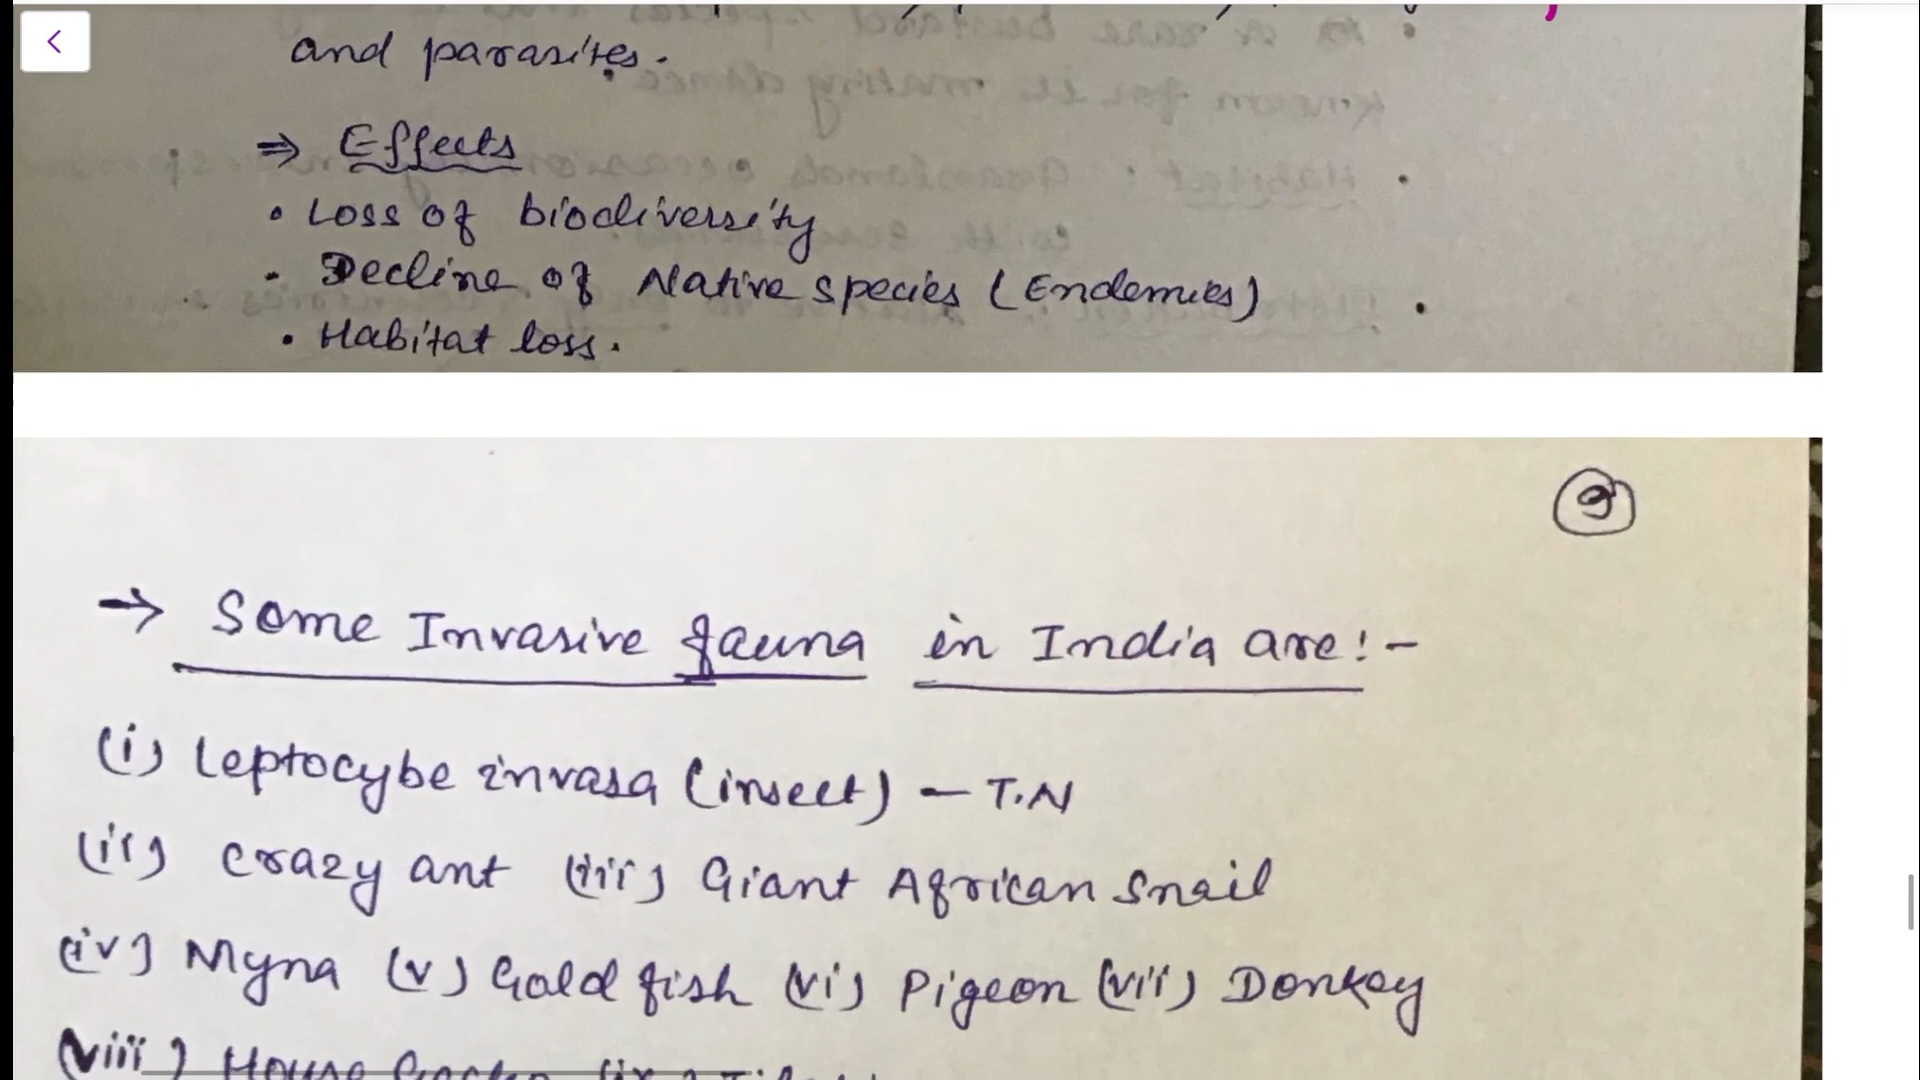 and parasites.
⇒ Effects
• Loss of biodiversity
- Decline of Native species (Endemies)
• Habitat loss.
9
→ Some Invasive fauna in India are:-
(i) Leptocybe invasa (insect) - T.N
(ii) Crazy ant (iii) Giant African Snail
(iv) Myna (v) Gold fish (vi) Pigeon (vii) Donkey
(viii) House